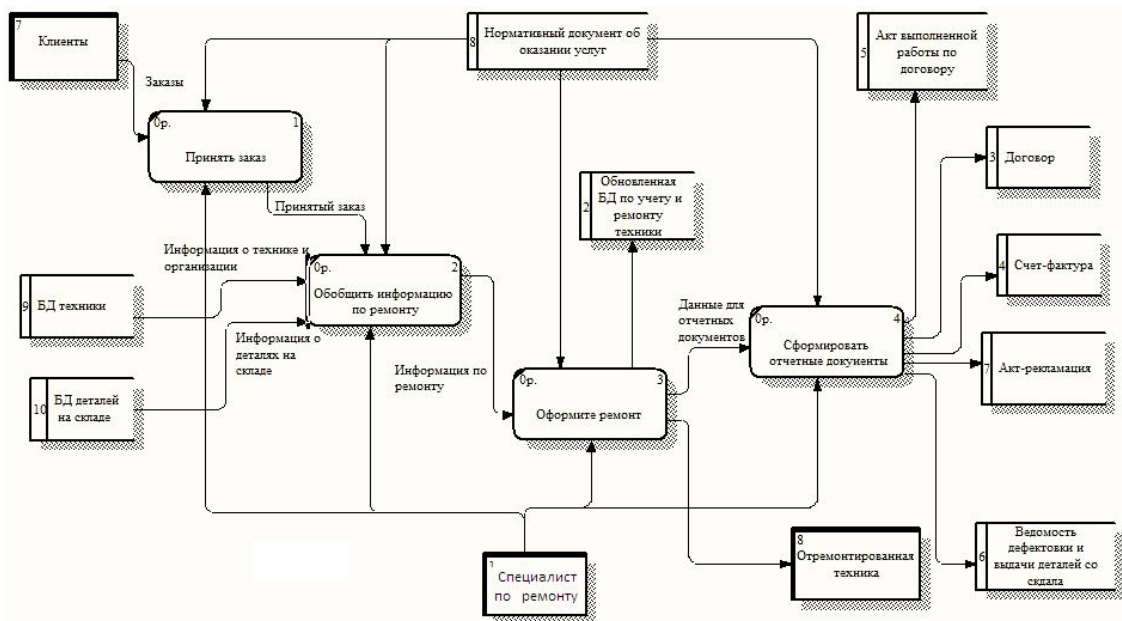 7
Клиенты
8
Нормативный документ об
оказании услуг
5
Акт выполненной
работы по
договору
Заказы
0р.
1
Принять заказ
3
Договор
2
Обновленная
БД по учету и
ремонту
техники
Принятый заказ
Информация о технике и
организации
0р.
2
Обобщить информацию
по ремонту
4
Счет-фактура
9
БД техники
Данные для
отчетных
документов
0р.
4
Сформировать
отчетные докуиенты
Информация о
деталях на
складе
7
Акт-рекламация
Информация по
ремонту
0р.
3
Оформите ремонт
10
БД деталей
на складе
8
Отремонтированная
техника
6
Ведомость
дефектовки и
выдачи деталей со
скдала
1
Специалист
по ремонту